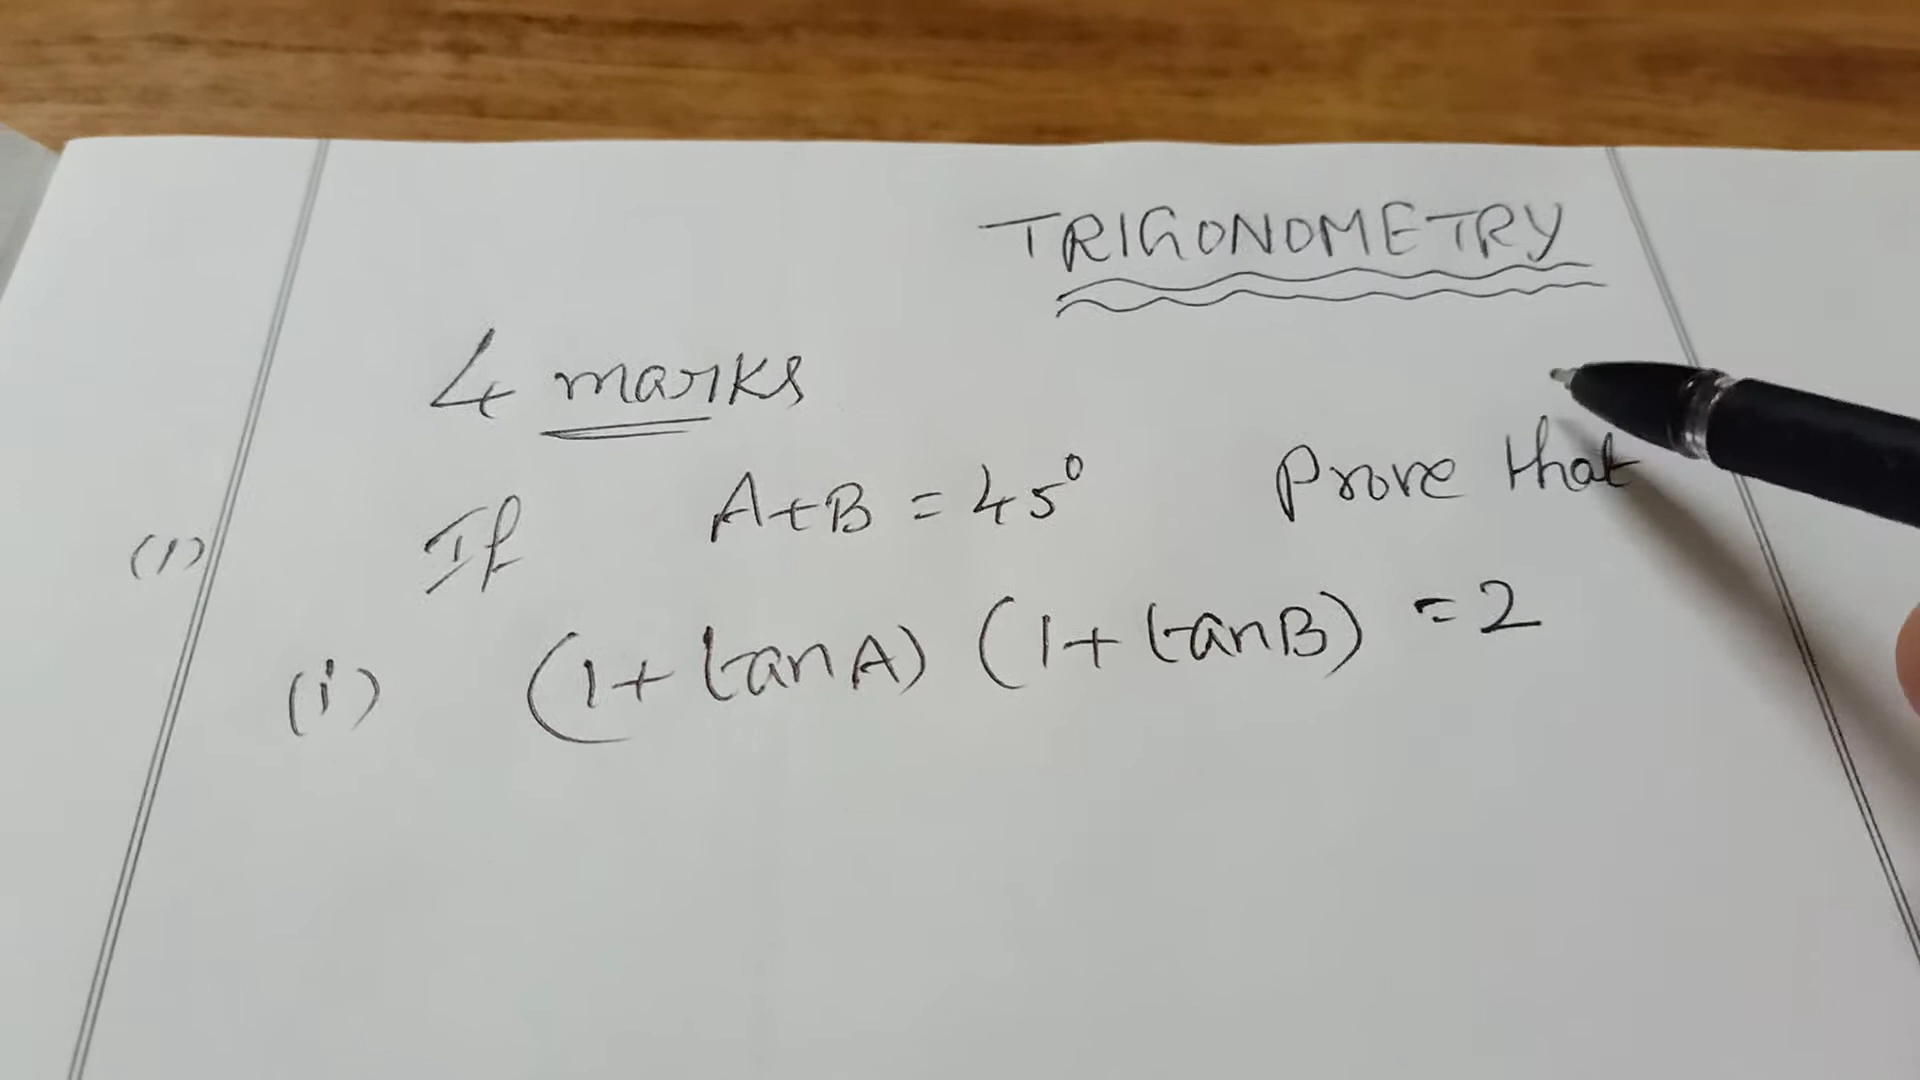 TRIGONOMETRY
4 marks
(1) If A+B = 45° Prove that
(i) (1+tanA) (1+tanB) = 2